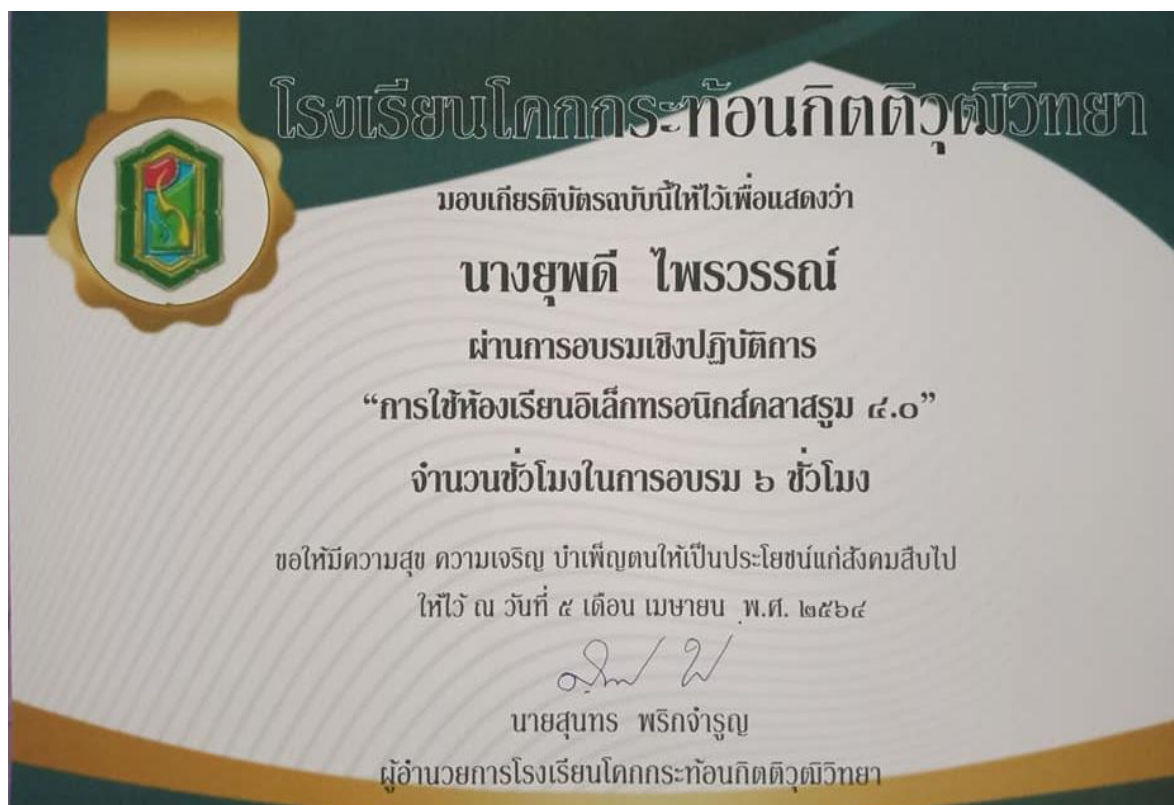 โรงเรียนโคกกระท้อนกิตติวุฒิวิทยา
มอบเกียรติบัตรฉบับนี้ให้ไว้เพื่อแสดงว่า
นางยุพดี ไพรวรรณ์
ผ่านการอบรมเชิงปฏิบัติการ
“การใช้ห้องเรียนอิเล็กทรอนิกส์คลาสรูม ๔.๐”
จำนวนชั่วโมงในการอบรม ๖ ชั่วโมง
ขอให้มีความสุข ความเจริญ บำเพ็ญตนให้เป็นประโยชน์แก่สังคมสืบไป
ให้ไว้ ณ วันที่ ๕ เดือน เมษายน พ.ศ. ๒๕๖๔
นายสุนทร พริกจำรูญ
ผู้อำนวยการโรงเรียนโคกกระท้อนกิตติวุฒิวิทยา